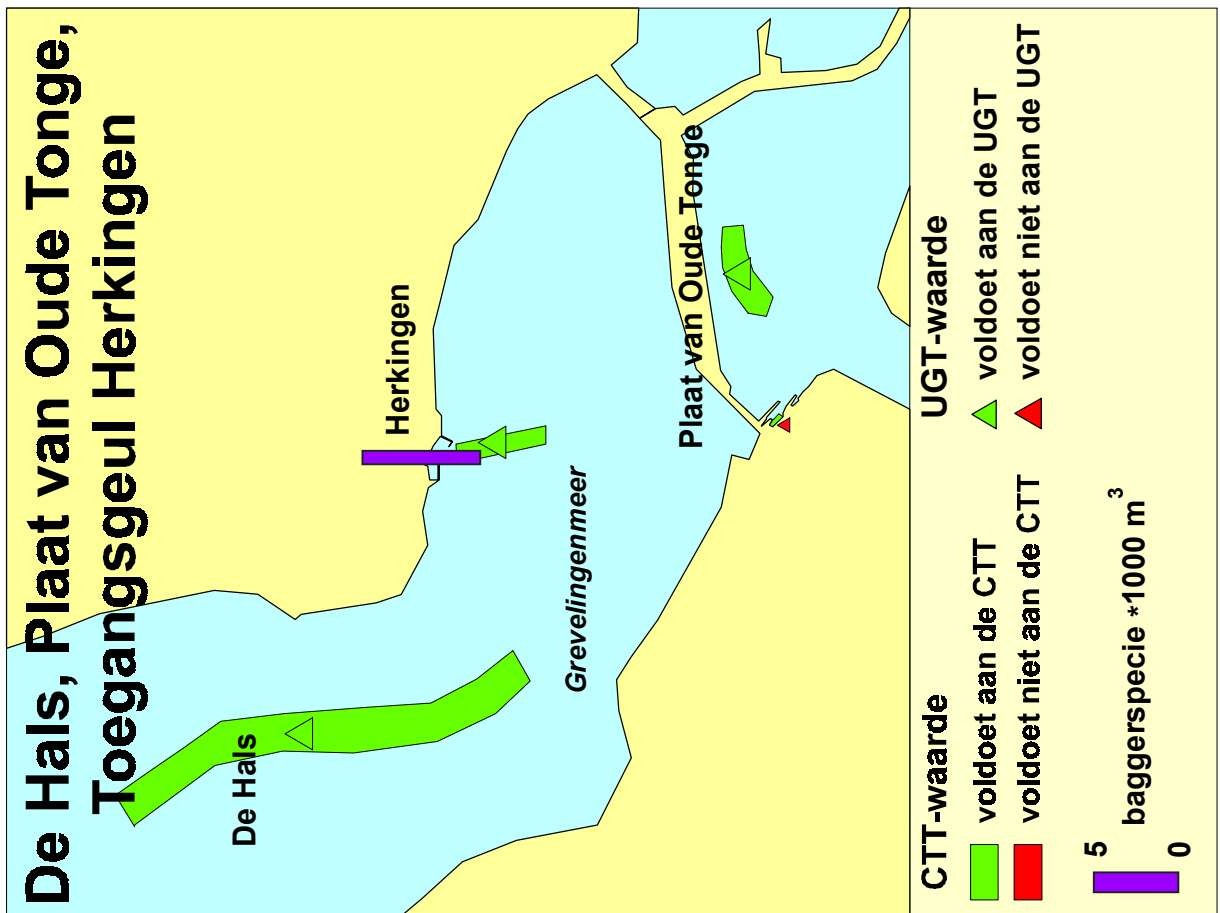 De Hals, Plaat van Oude Tonge,
Toegangsgeul Herkingen
De Hals
Herkingen
Grevelingenmeer
Plaat van Oude Tonge
CTT-waarde
voldoet aan de CTT
voldoet niet aan de CTT
UGT-waarde
voldoet aan de UGT
voldoet niet aan de UGT
5
0
baggerspecie *1000 m³